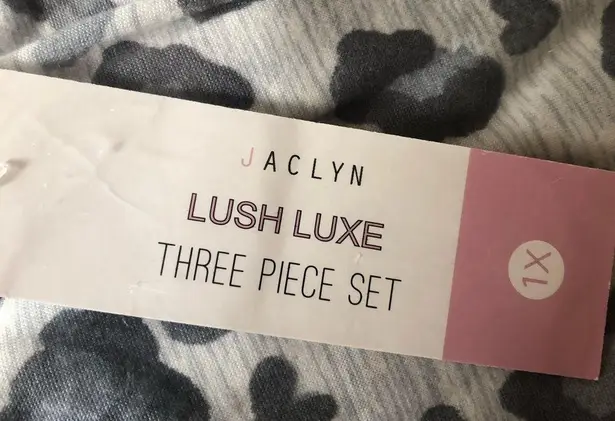 JACLYN
LUSH LUXE
THREE PIECE SET
1X